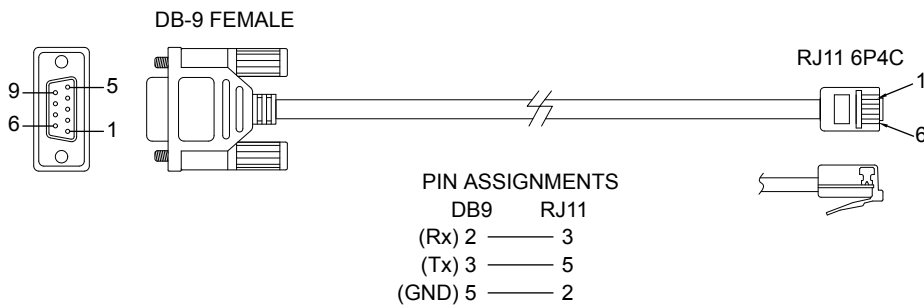 DB-9 FEMALE
RJ11 6P4C
5
9
6
1
1
6
PIN ASSIGNMENTS
DB9 RJ11
(Rx) 2 3
(Tx) 3 5
(GND) 5 2